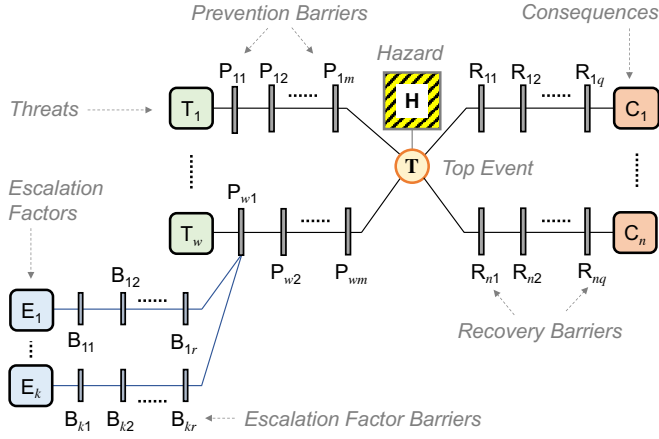 Prevention Barriers
Consequences
Hazard
P11 P12 ...... P1m
H
R11 R12 ...... R1q
Threats
T1
C1
T
Top Event
Escalation
Factors
Pw1
Tw
......
......
Cn
Pw2 Pwm
Rn1 Rn2 Rnq
B12
E1
......
B11 B1r
Recovery Barriers
Ek
......
Bk1 Bk2 Bkr
Escalation Factor Barriers